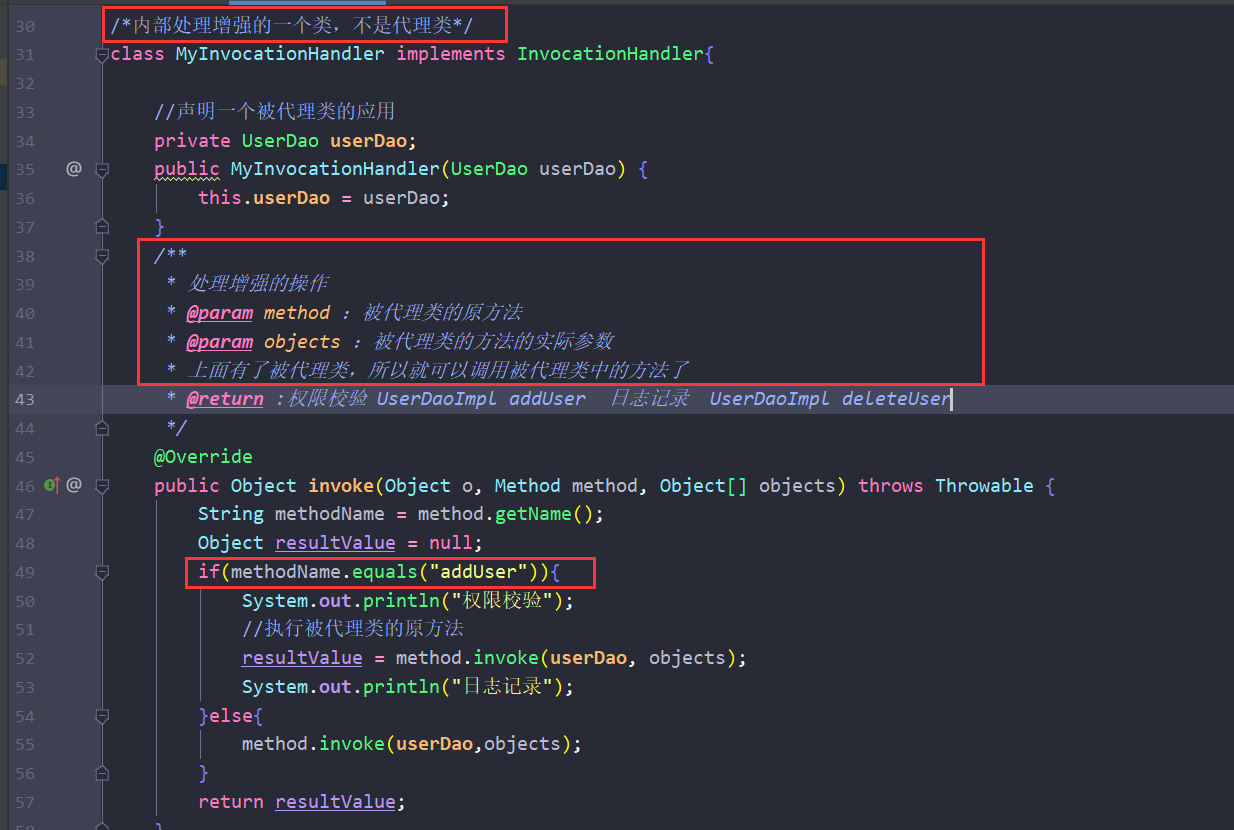 30 /*内部处理增强的一个类，不是代理类*/
31 class MyInvocationHandler implements InvocationHandler{
32
33 //声明一个被代理类的应用
34 private UserDao userDao;
35 @ public MyInvocationHandler(UserDao userDao) {
36 this.userDao = userDao;
37 }
38 /**
39 * 处理增强的操作
40 * @param method : 被代理类的原方法
41 * @param objects : 被代理类的方法的实际参数
42 * 上面有了被代理类，所以就可以调用被代理类中的方法了
43 * @return :权限校验 UserDaoImpl addUser  日志记录  UserDaoImpl deleteUser
44 */
45 @Override
46 @ public Object invoke(Object o, Method method, Object[] objects) throws Throwable {
47 String methodName = method.getName();
48 Object resultValue = null;
49 if(methodName.equals("addUser")){
50 System.out.println("权限校验");
51 //执行被代理类的原方法
52 resultValue = method.invoke(userDao, objects);
53 System.out.println("日志记录");
54 }else{
55 method.invoke(userDao,objects);
56 }
57 return resultValue;